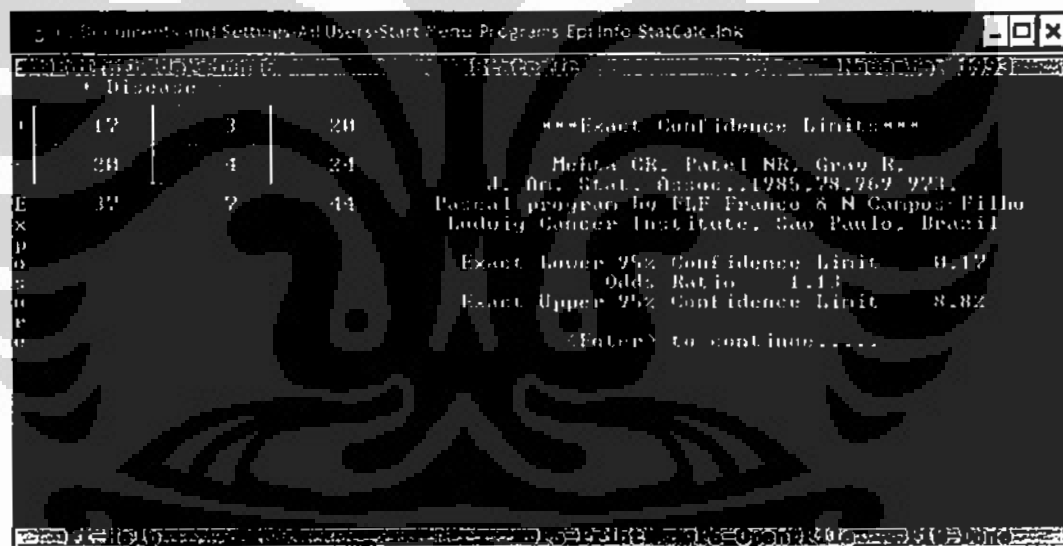 Documents and Settings\All Users\Start Menu\Programs\Epi Info\StatCalc.lnk
+ Disease -
+ 17 3 20
- 20 4 24
37 7 44
E
x
p
o
s
u
r
e
***Exact Confidence Limits***
Mehta CR, Patel NR, Gray R,
J. Am. Stat. Assoc.,1985,78,969-973.
Pascal program by ELF Franco & N Campos-Filho
Ludwig Cancer Institute, Sao Paulo, Brazil
Exact Lower 95% Confidence Limit 0.17
Odds Ratio 1.13
Exact Upper 95% Confidence Limit 8.82
<Enter> to continue.....